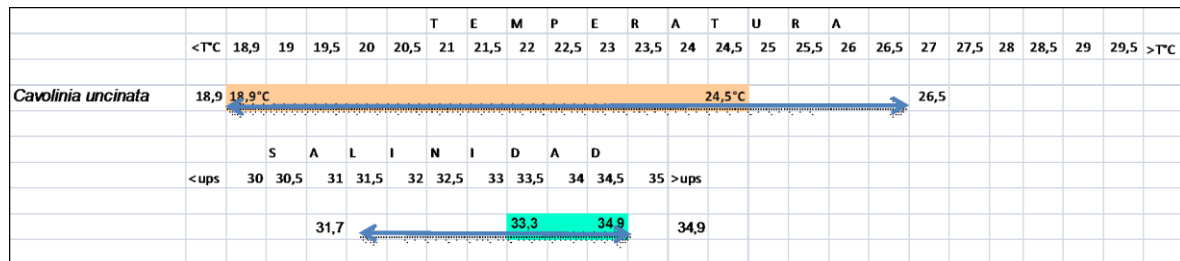 T E M P E R A T U R A
<T°C 18,9 19 19,5 20 20,5 21 21,5 22 22,5 23 23,5 24 24,5 25 25,5 26 26,5 27 27,5 28 28,5 29 29,5 >T°C
Cavolinia uncinata 18,9 18,9°C 24,5°C 26,5
S A L I N I D A D
<ups 30 30,5 31 31,5 32 32,5 33 33,5 34 34,5 35 >ups
31,7 33,3 34,9 34,9